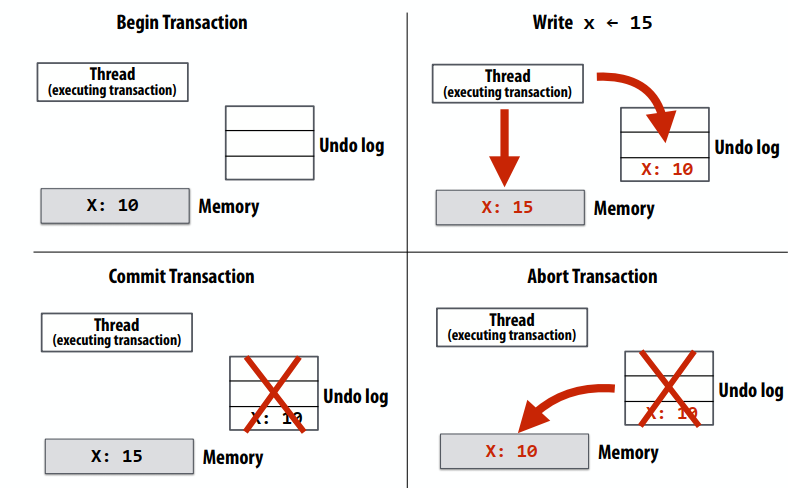 Begin Transaction
Thread
(executing transaction)
Undo log
X: 10
Memory
Write x ← 15
Thread
(executing transaction)
Undo log
X: 10
X: 15
Memory
Commit Transaction
Thread
(executing transaction)
Undo log
X: 10
X: 15
Memory
Abort Transaction
Thread
(executing transaction)
Undo log
X: 10
X: 10
Memory